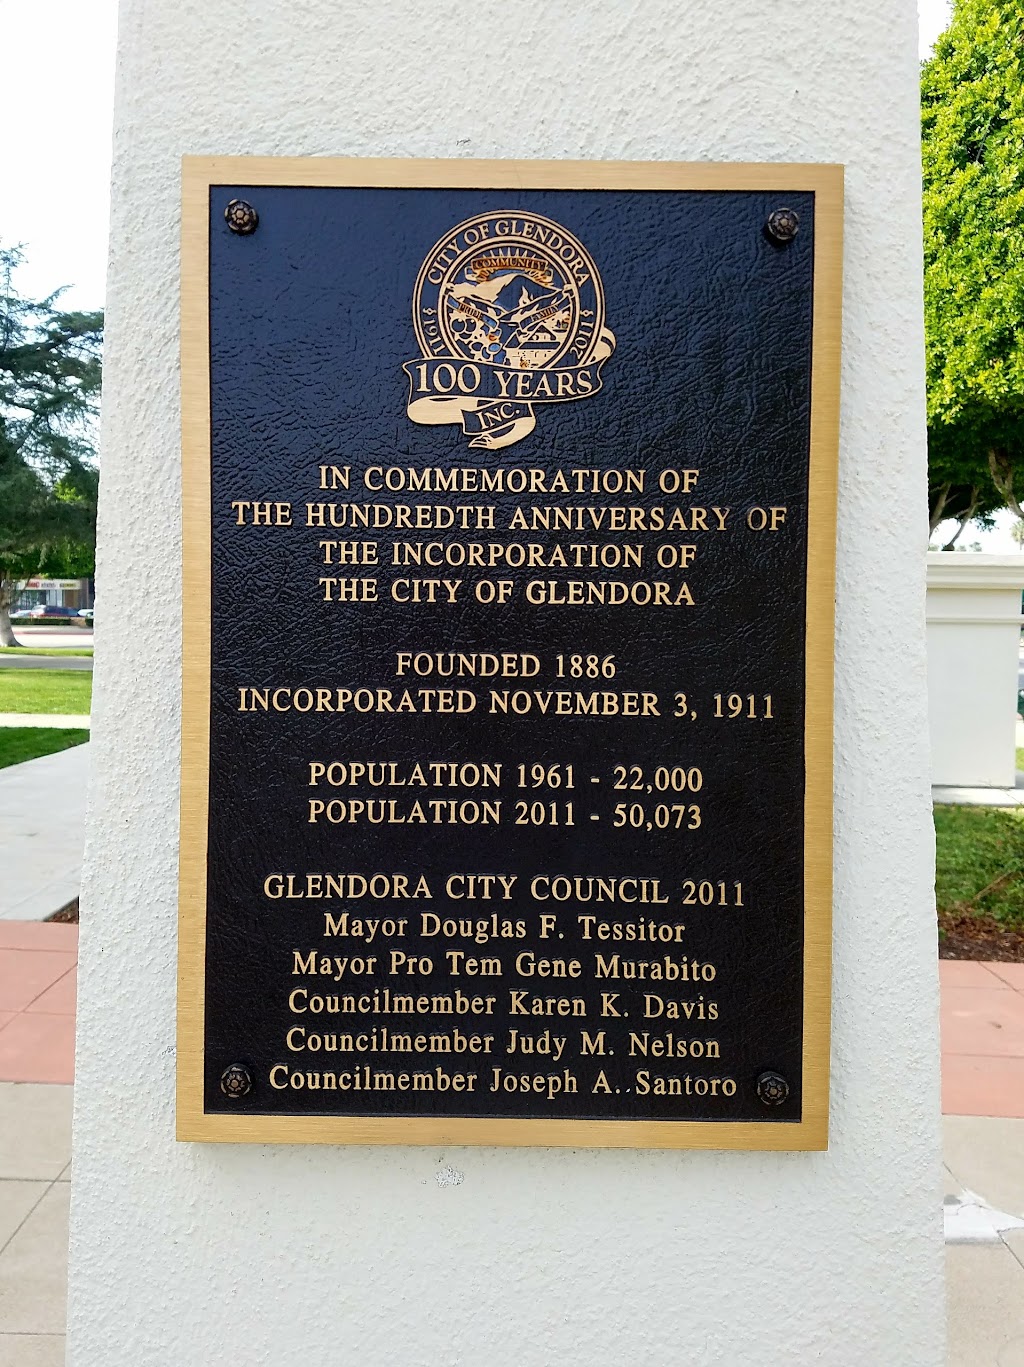 CITY OF GLENDORA
COMMUNITY
PRIDE
FAMILY
1911
2011
100 YEARS
INC.
IN COMMEMORATION OF
THE HUNDREDTH ANNIVERSARY OF
THE INCORPORATION OF
THE CITY OF GLENDORA
FOUNDED 1886
INCORPORATED NOVEMBER 3, 1911
POPULATION 1961 - 22,000
POPULATION 2011 - 50,073
GLENDORA CITY COUNCIL 2011
Mayor Douglas F. Tessitor
Mayor Pro Tem Gene Murabito
Councilmember Karen K. Davis
Councilmember Judy M. Nelson
Councilmember Joseph A. Santoro